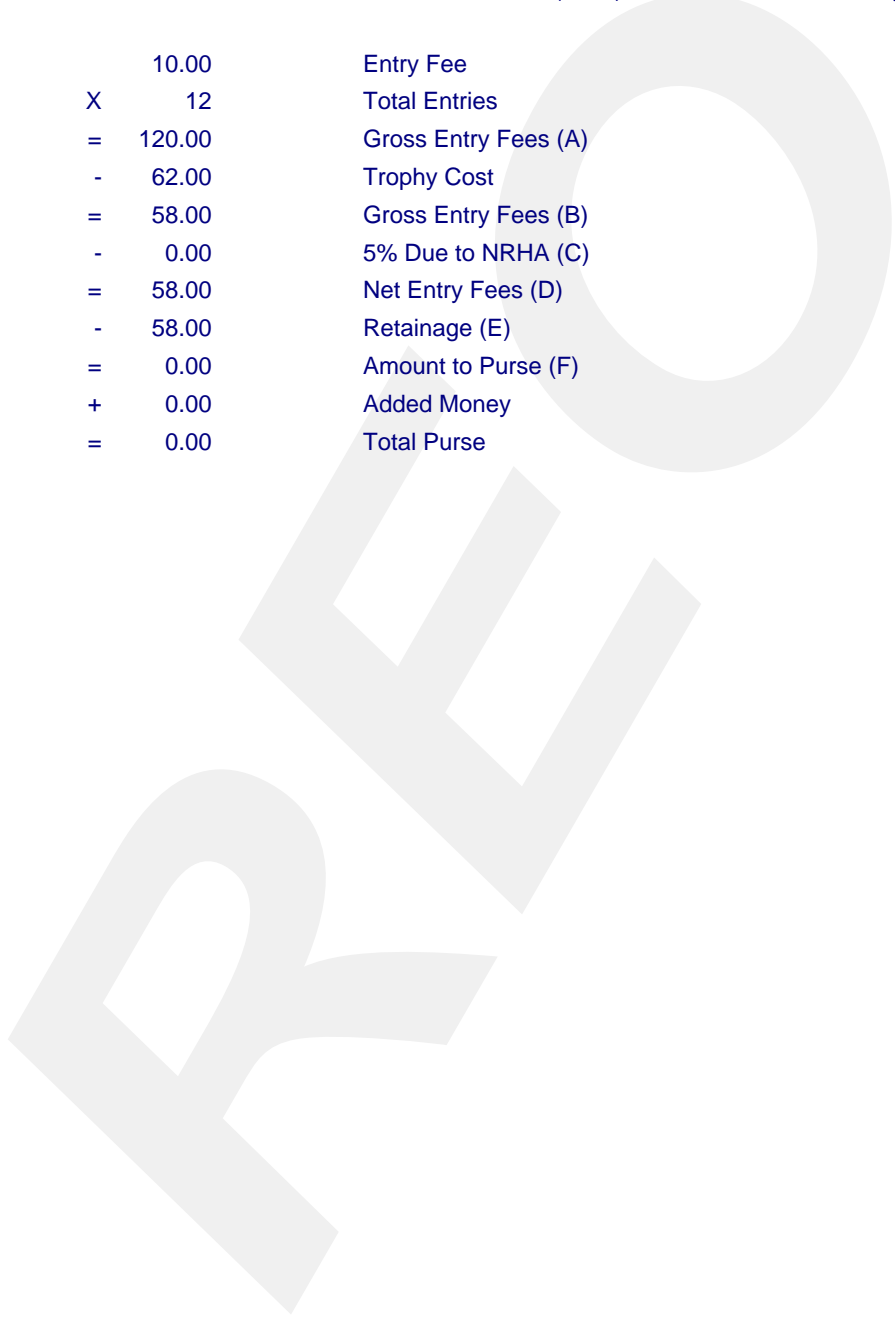 10.00 Entry Fee
X 12 Total Entries
= 120.00 Gross Entry Fees (A)
- 62.00 Trophy Cost
= 58.00 Gross Entry Fees (B)
- 0.00 5% Due to NRHA (C)
= 58.00 Net Entry Fees (D)
- 58.00 Retainage (E)
= 0.00 Amount to Purse (F)
+ 0.00 Added Money
= 0.00 Total Purse
REO